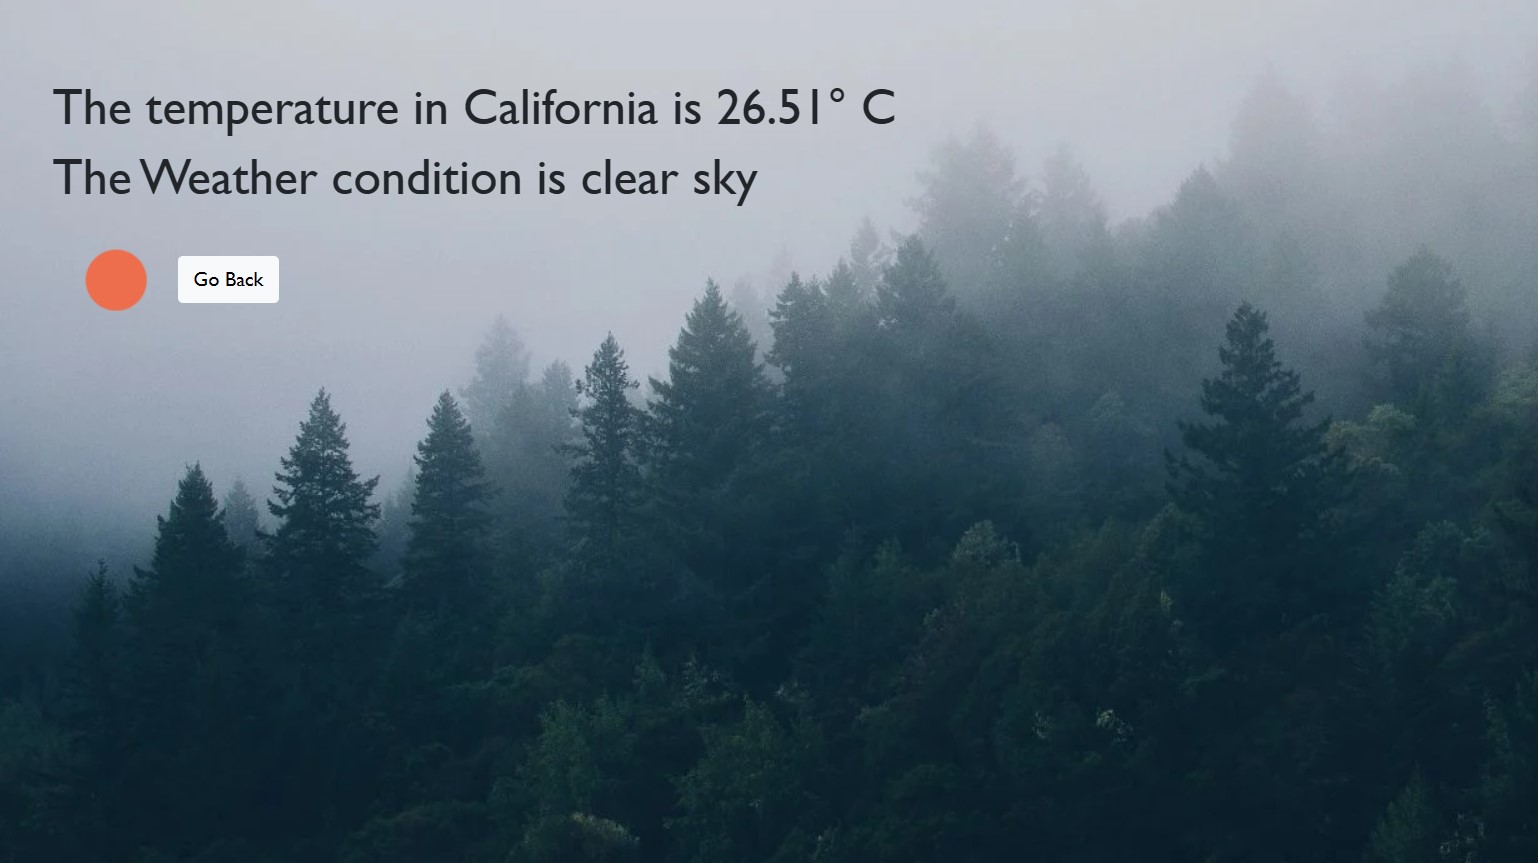 The temperature in California is 26.51° C
The Weather condition is clear sky
Go Back